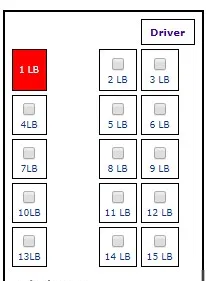 Driver
1 LB 2 LB 3 LB
4LB 5 LB 6 LB
7LB 8 LB 9 LB
10LB 11 LB 12 LB
13LB 14 LB 15 LB